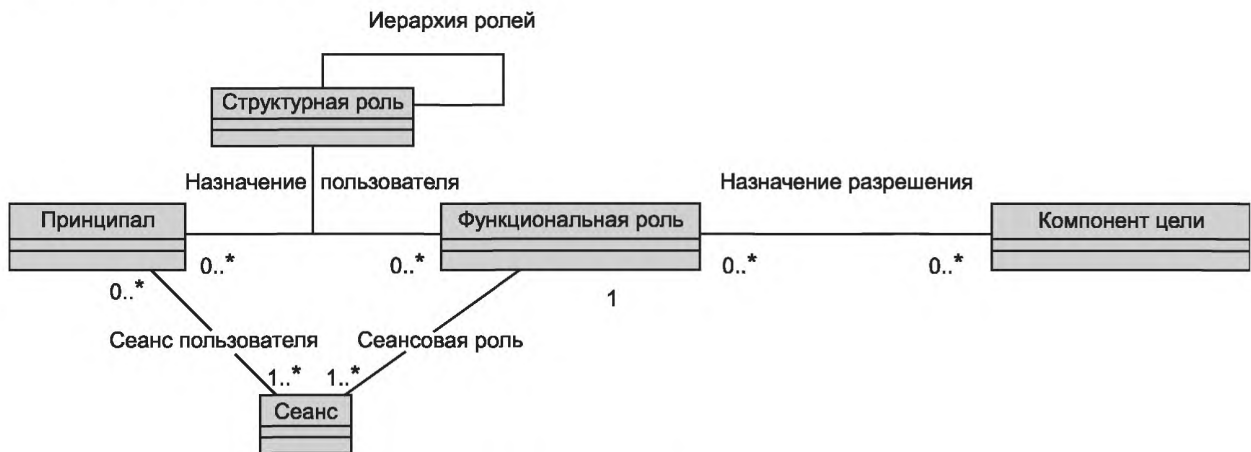 Иерархия ролей
Структурная роль
Назначение пользователя
Назначение разрешения
Принципал
Функциональная роль
Компонент цели
0..*
0..*
0..*
0..*
0..*
1
Сеанс пользователя
Сеансовая роль
1..*
1..*
Сеанс